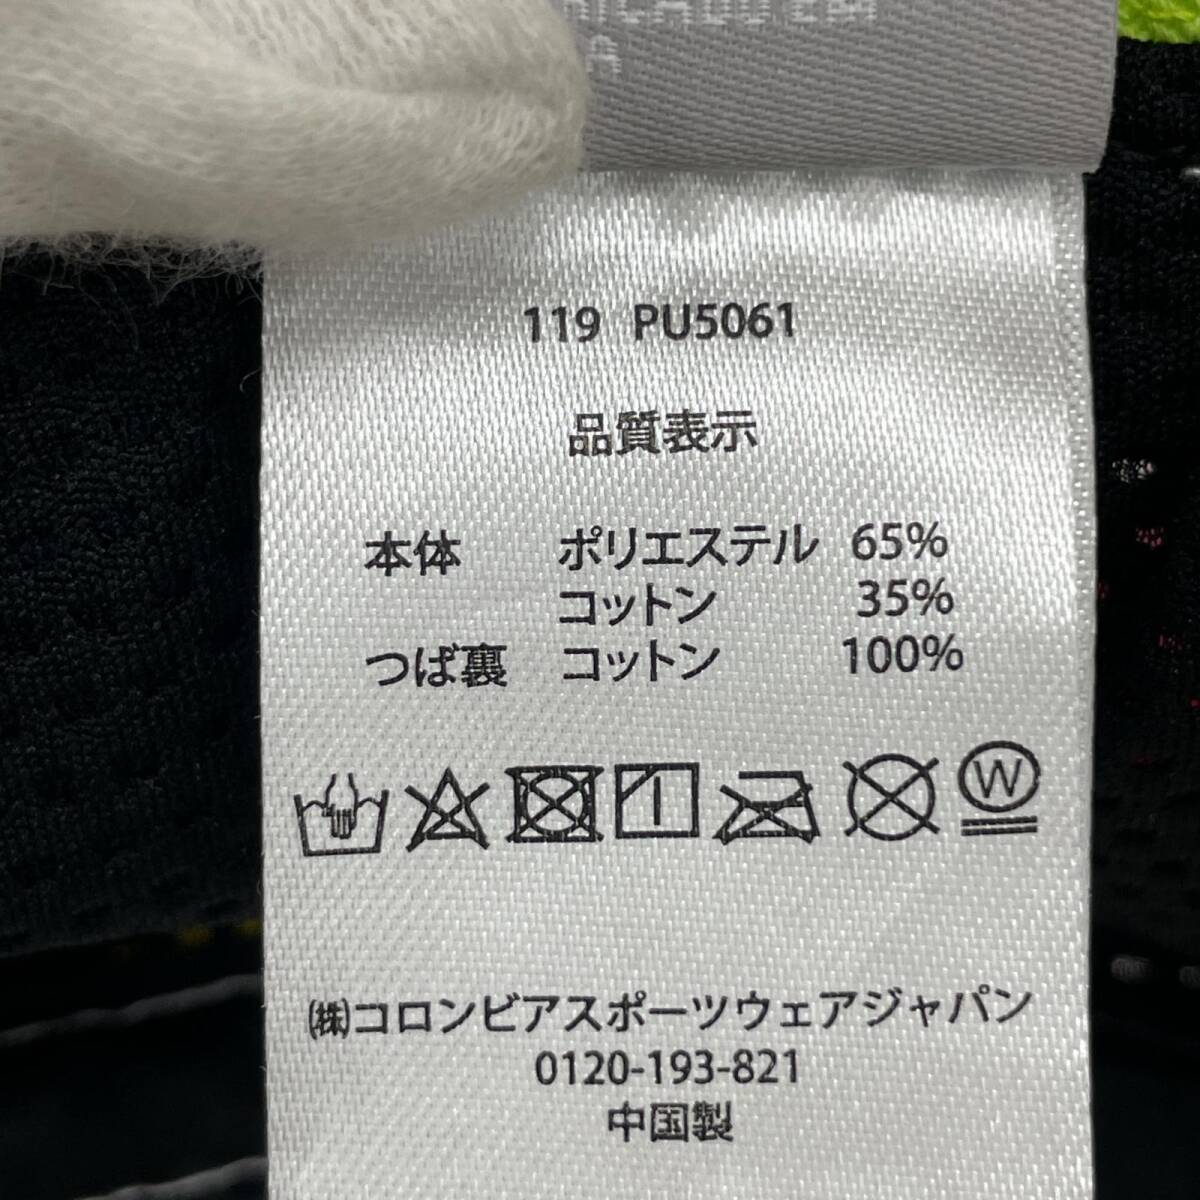 119 PU5061
品質表示
本体 ポリエステル 65%
コットン 35%
つば裏 コットン 100%
W
㈱コロンビアスポーツウェアジャパン
0120-193-821
中国製